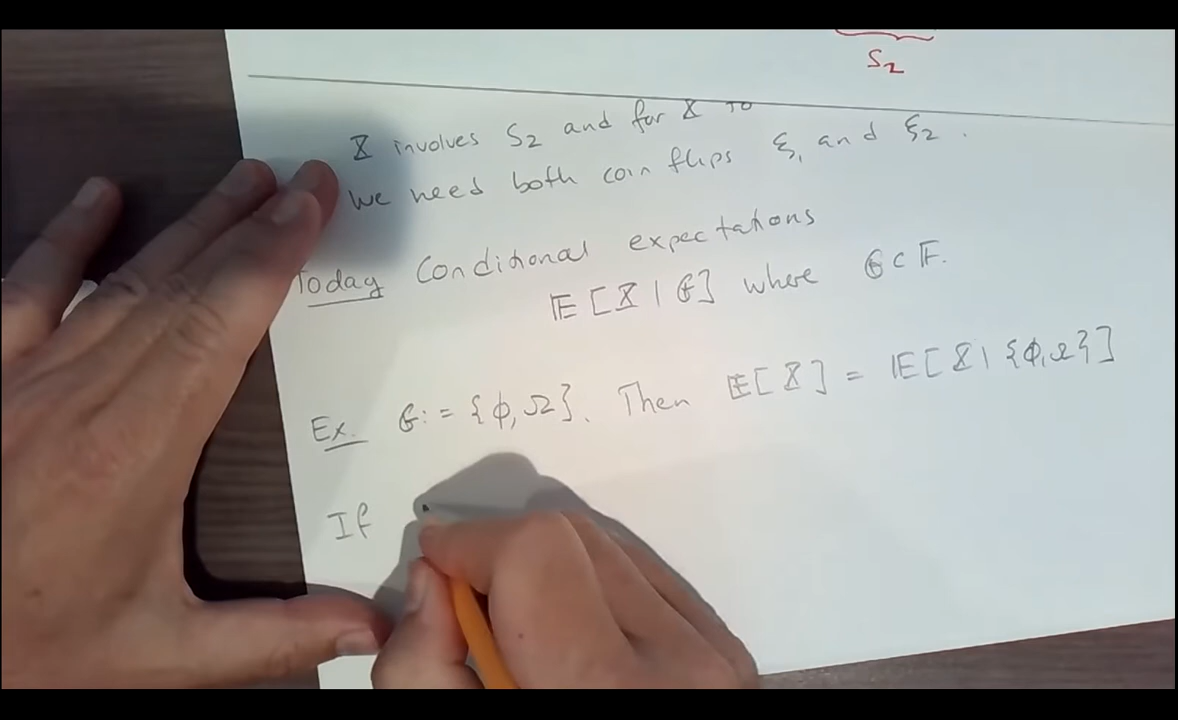 S₂
X involves S₂ and for X to
we need both coin flips ξ₁ and ξ₂.
Today Conditional expectations
𝔼[X | G] where G ⊂ F.
Ex. G := {φ, Ω}. Then 𝔼[X] = 𝔼[X | {φ, Ω}]
If